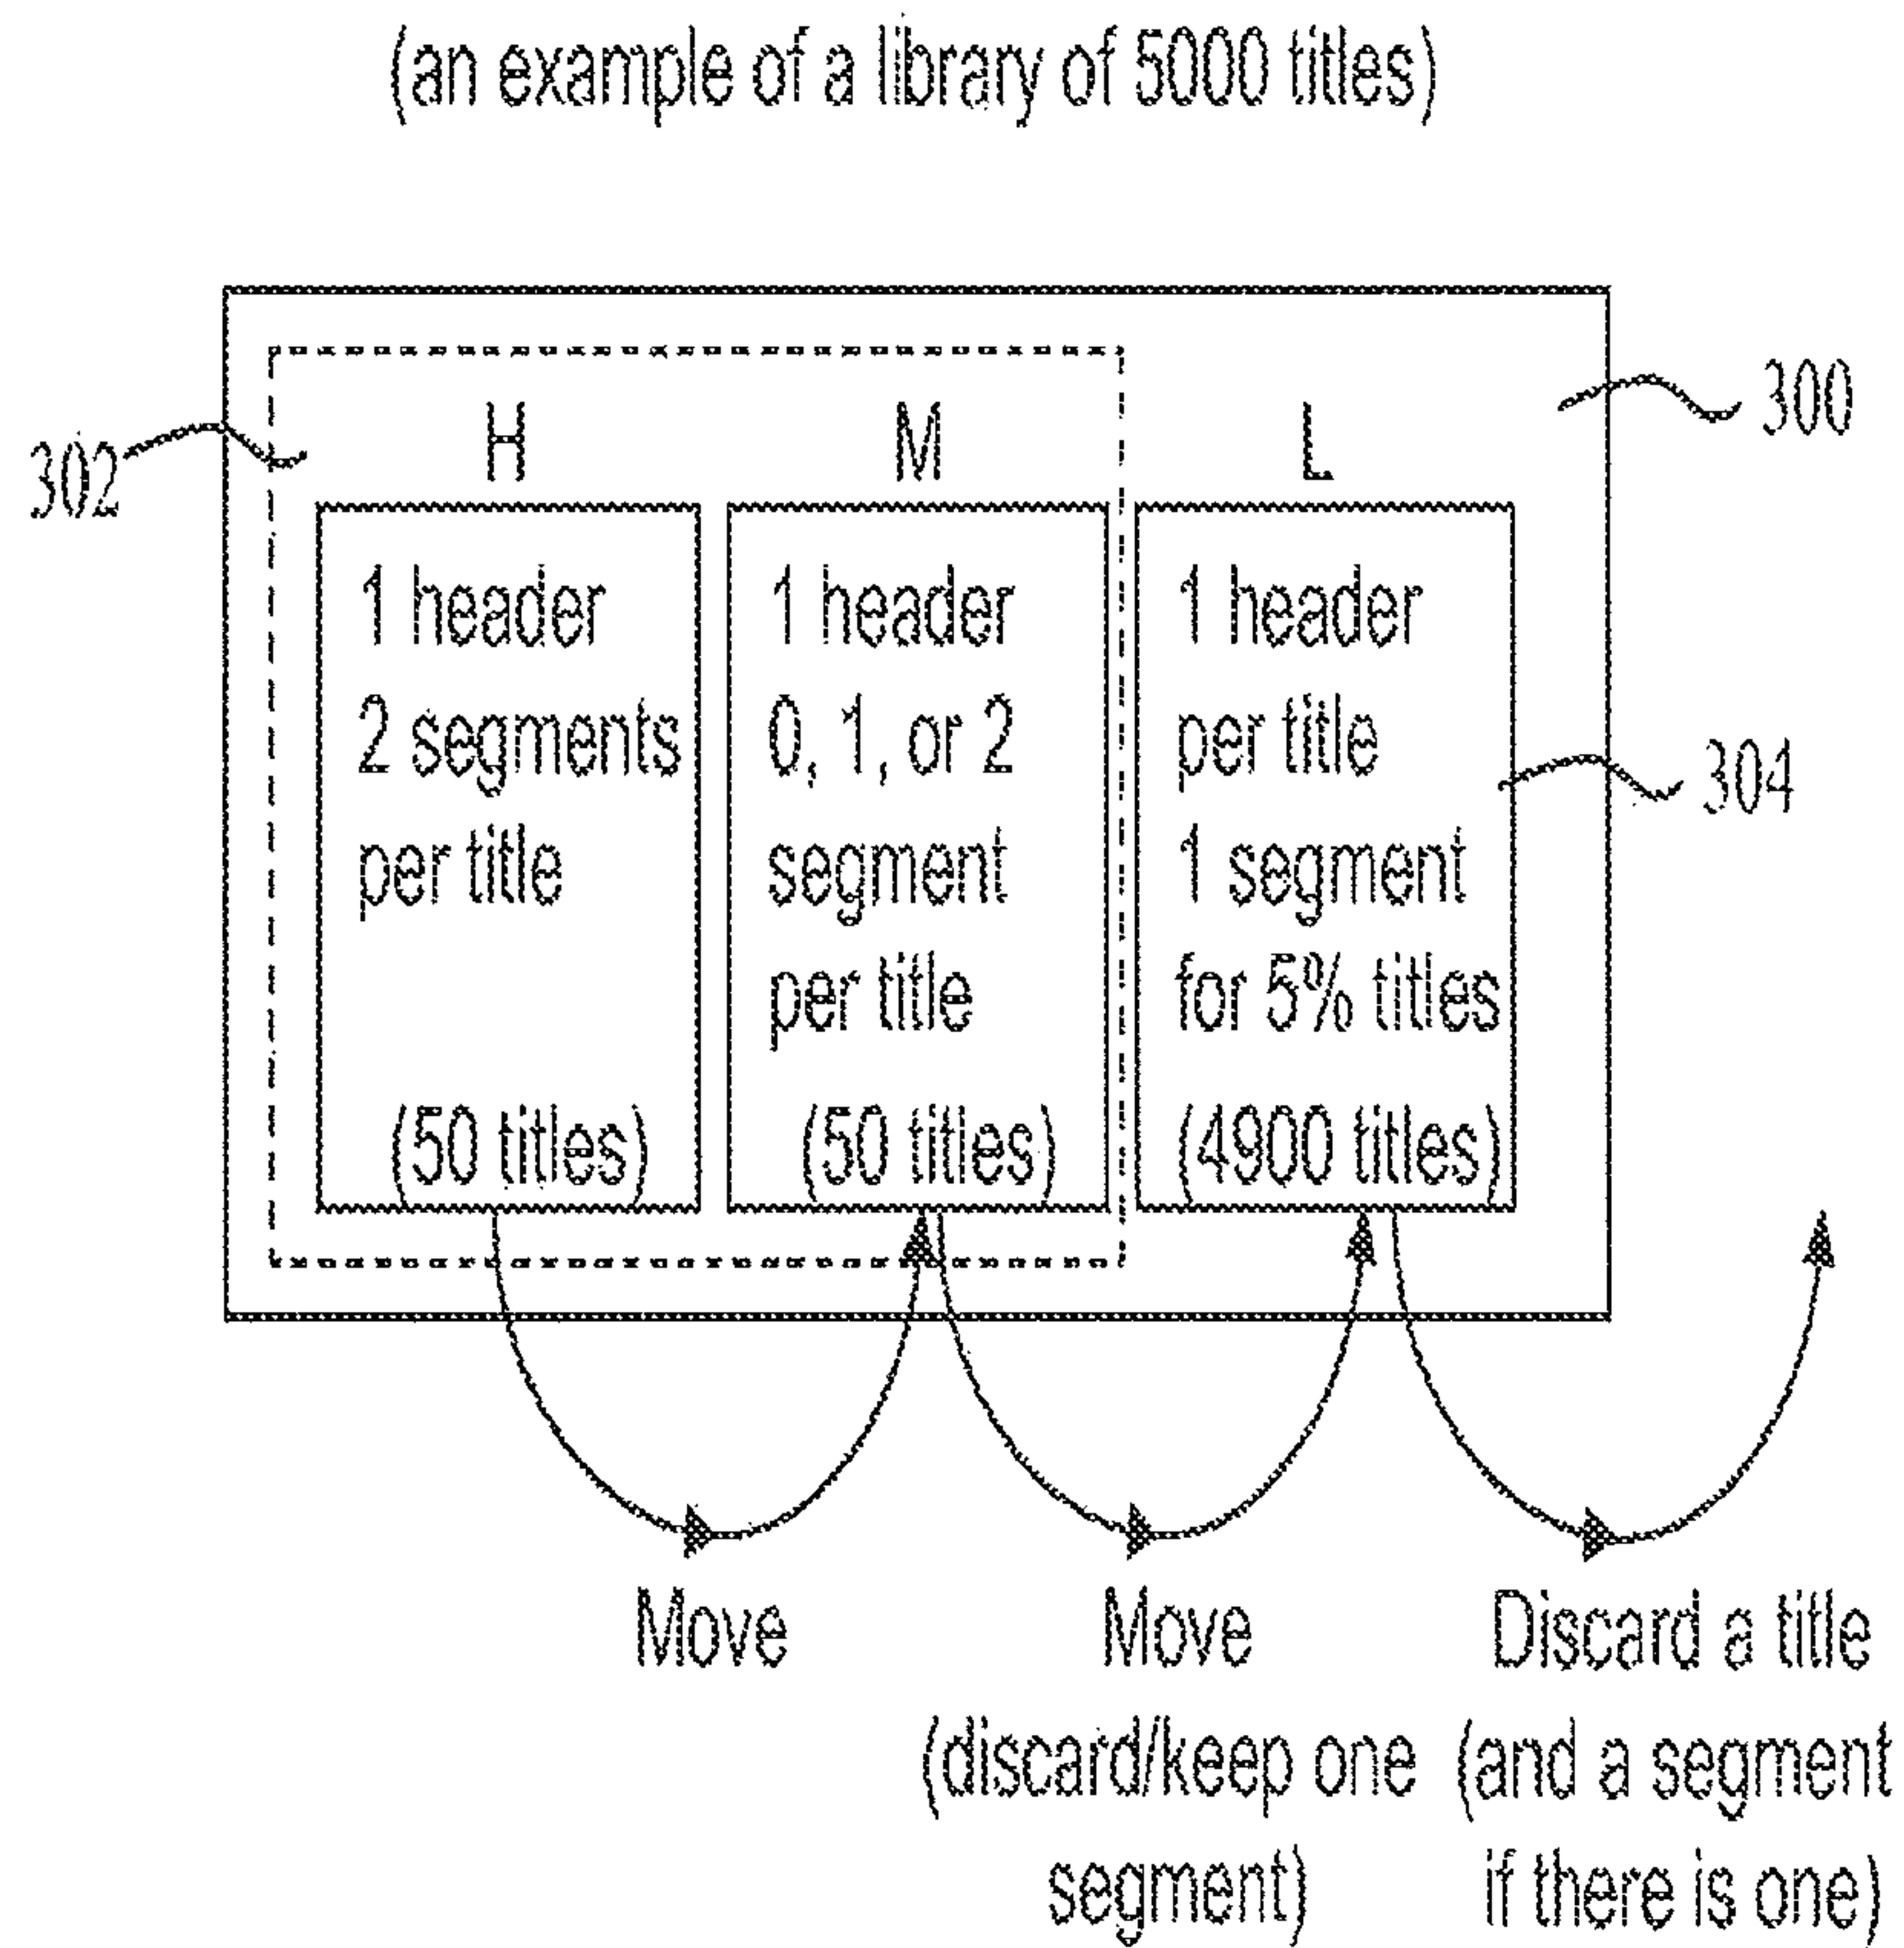 (an example of a library of 5000 titles)
300
302
H
M
L
1 header
2 segments
per title
(50 titles)
1 header
0, 1, or 2
segment
per title
(50 titles)
1 header
per title
1 segment
for 5% titles
(4900 titles)
304
Move
Move
(discard/keep one
segment)
Discard a title
(and a segment
if there is one)